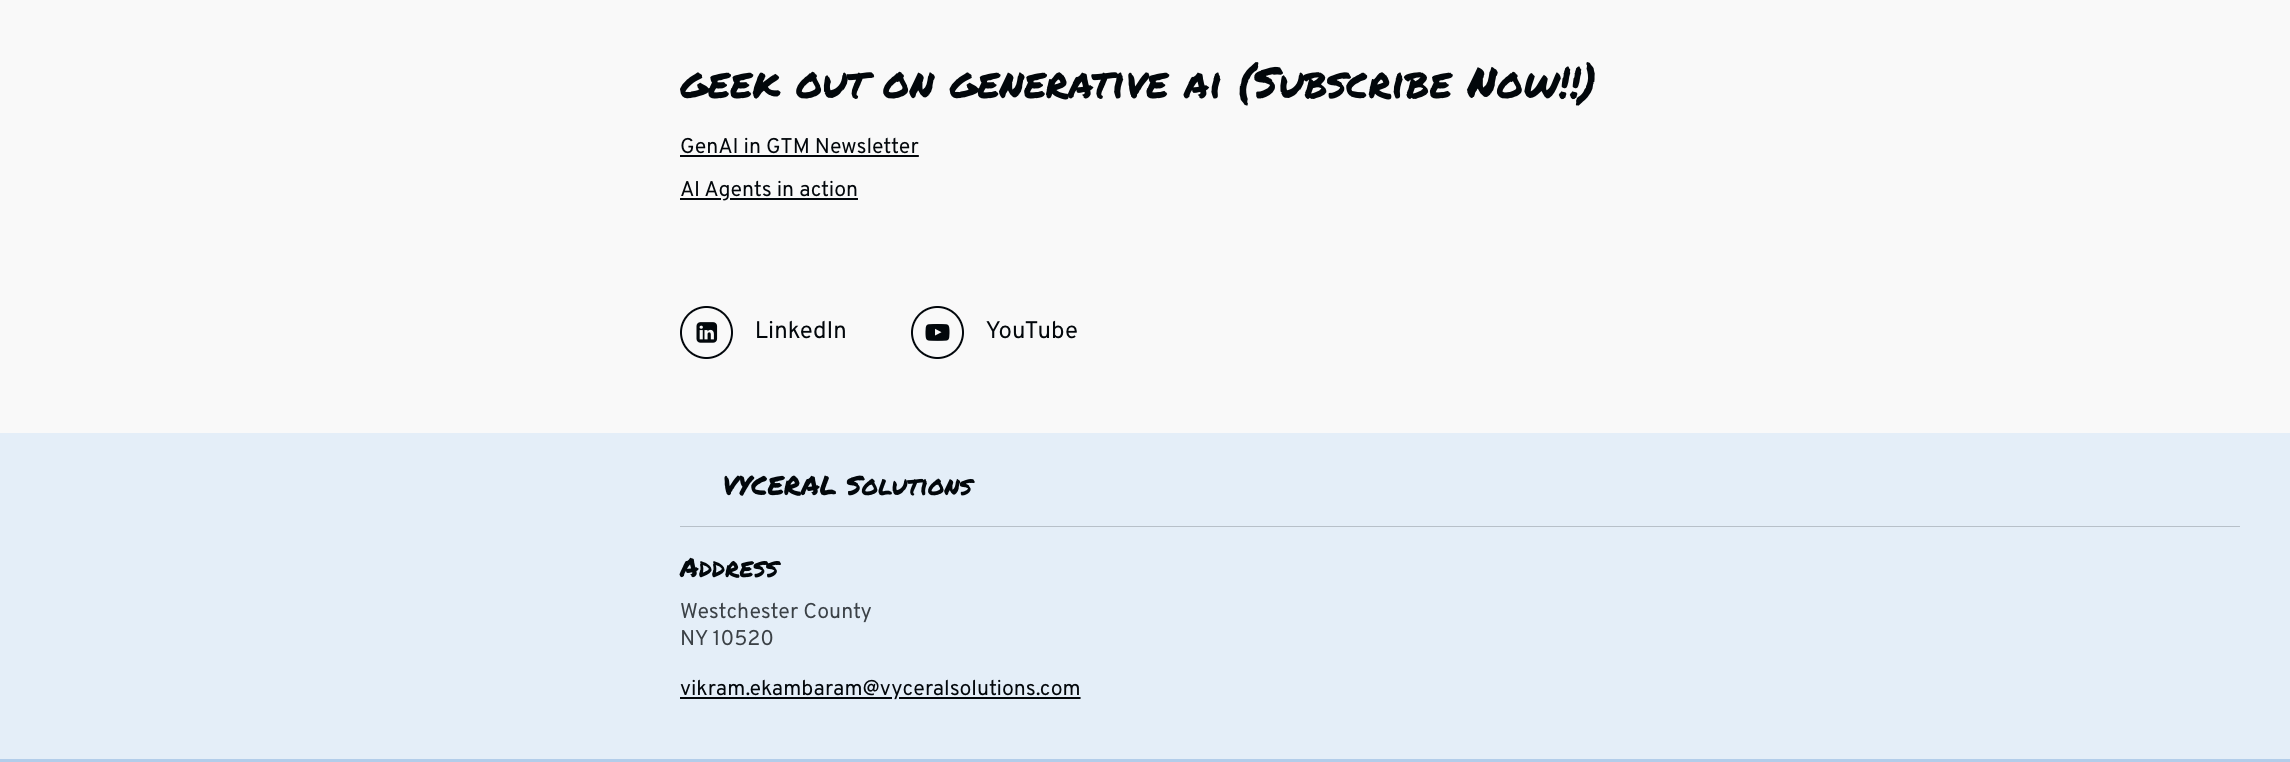 geek out on generative ai (Subscribe Now!!)
GenAI in GTM Newsletter
AI Agents in action
LinkedIn
YouTube
VYCERAL Solutions
Address
Westchester County
NY 10520
vikram.ekambaram@vyceralsolutions.com